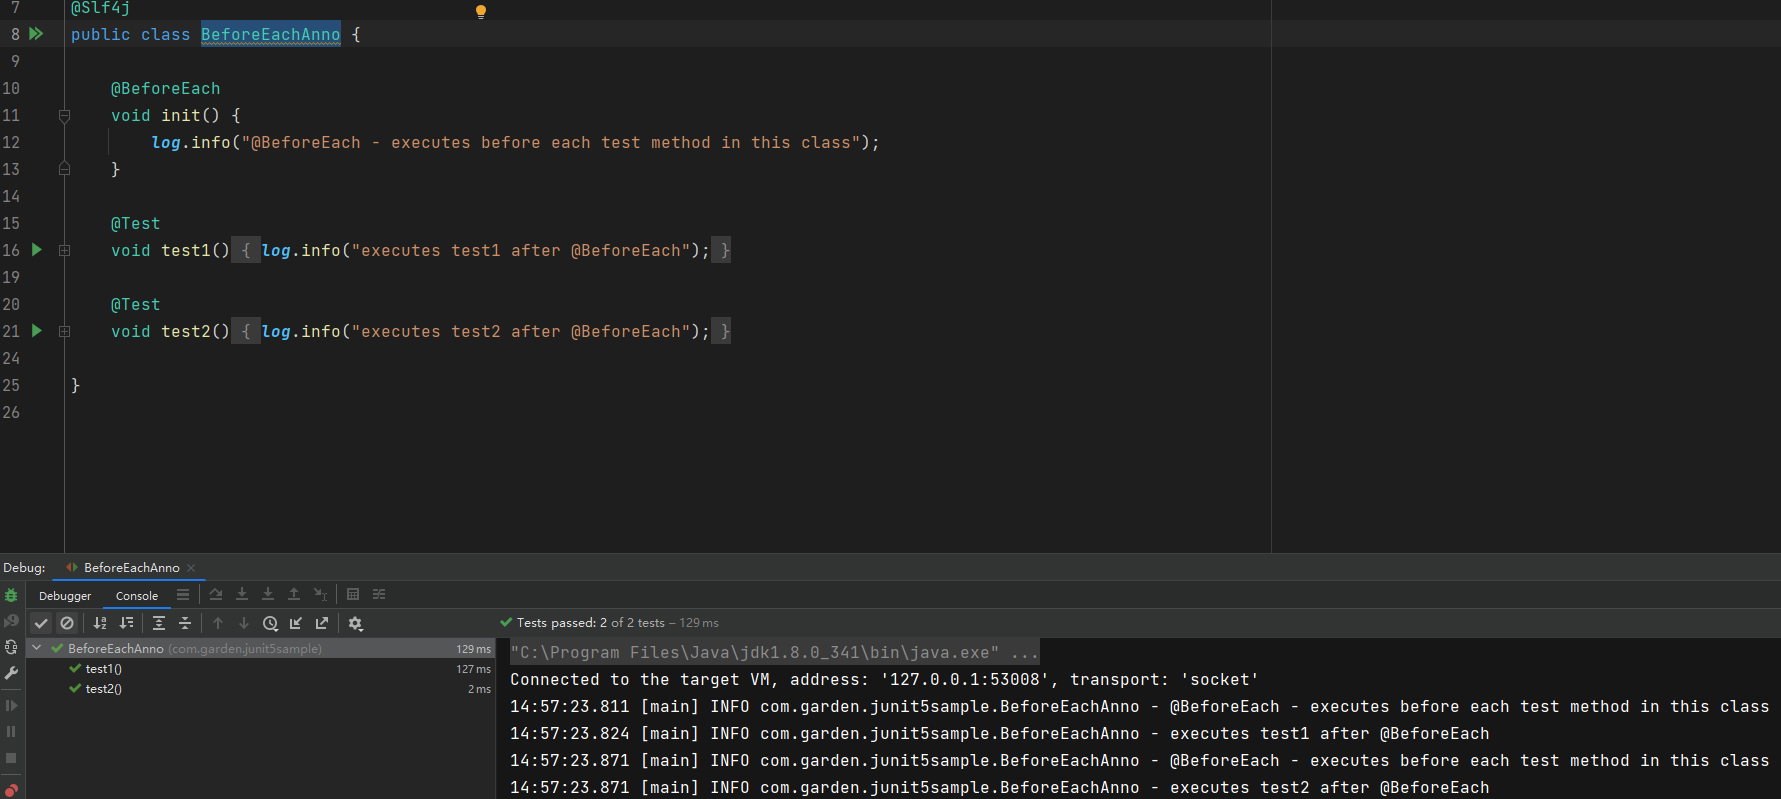 7 @Slf4j
8 public class BeforeEachAnno {
9
10 @BeforeEach
11 void init() {
12 log.info("@BeforeEach - executes before each test method in this class");
13 }
14
15 @Test
16 void test1() { log.info("executes test1 after @BeforeEach"); }
19
20 @Test
21 void test2() { log.info("executes test2 after @BeforeEach"); }
24
25 }
26
Debug: BeforeEachAnno
Debugger Console
Tests passed: 2 of 2 tests – 129 ms
BeforeEachAnno (com.garden.junit5sample) 129 ms
test1() 127 ms
test2() 2 ms
"C:\Program Files\Java\jdk1.8.0_341\bin\java.exe" ...
Connected to the target VM, address: '127.0.0.1:53008', transport: 'socket'
14:57:23.811 [main] INFO com.garden.junit5sample.BeforeEachAnno - @BeforeEach - executes before each test method in this class
14:57:23.824 [main] INFO com.garden.junit5sample.BeforeEachAnno - executes test1 after @BeforeEach
14:57:23.871 [main] INFO com.garden.junit5sample.BeforeEachAnno - @BeforeEach - executes before each test method in this class
14:57:23.871 [main] INFO com.garden.junit5sample.BeforeEachAnno - executes test2 after @BeforeEach